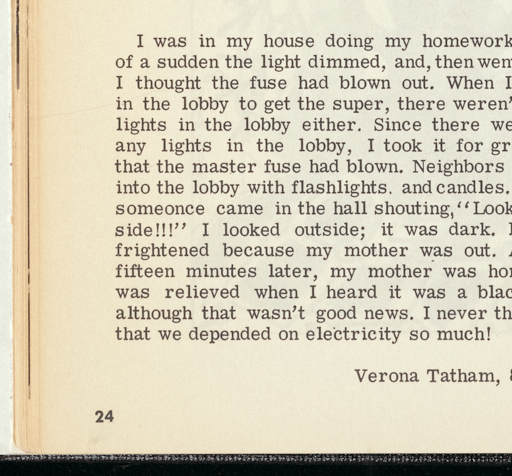 I was in my house doing my homework
of a sudden the light dimmed, and, then wen
I thought the fuse had blown out. When I
in the lobby to get the super, there weren'
lights in the lobby either. Since there we
any lights in the lobby, I took it for gr
that the master fuse had blown. Neighbors
into the lobby with flashlights. and candles.
someonce came in the hall shouting, "Look
side!!!" I looked outside; it was dark. I
frightened because my mother was out. A
fifteen minutes later, my mother was hom
was relieved when I heard it was a blac
although that wasn't good news. I never th
that we depended on electricity so much!
Verona Tatham, 8
24